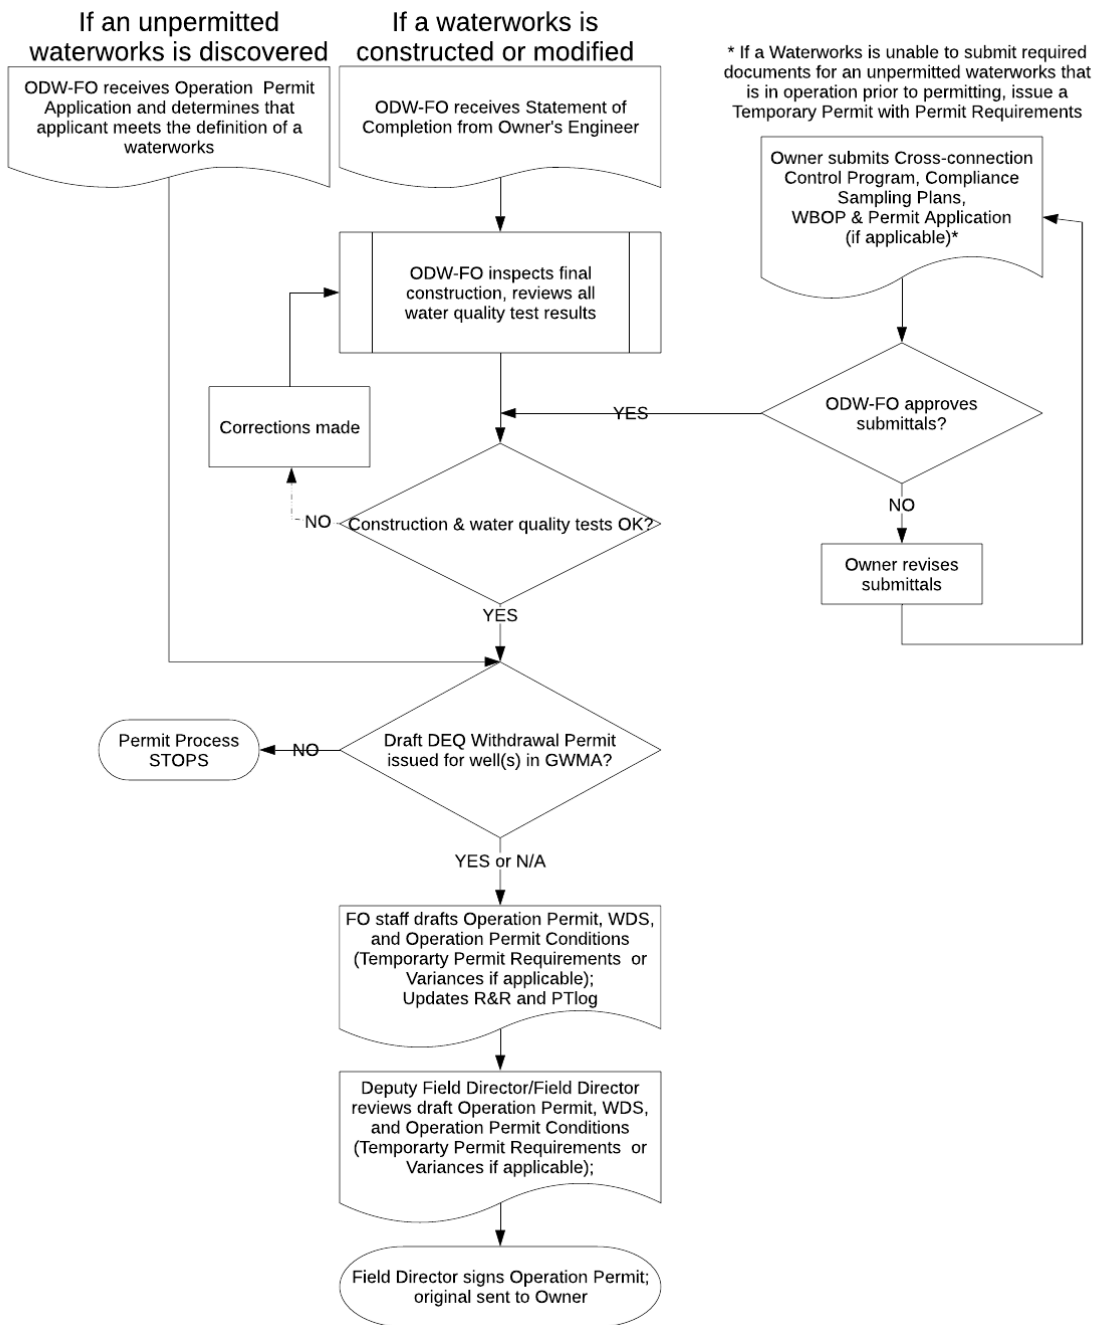 If an unpermitted
waterworks is discovered
ODW-FO receives Operation Permit
Application and determines that
applicant meets the definition of a
waterworks
If a waterworks is
constructed or modified
ODW-FO receives Statement of
Completion from Owner's Engineer
* If a Waterworks is unable to submit required
documents for an unpermitted waterworks that
is in operation prior to permitting, issue a
Temporary Permit with Permit Requirements
Owner submits Cross-connection
Control Program, Compliance
Sampling Plans,
WBOP & Permit Application
(if applicable)*
ODW-FO inspects final
construction, reviews all
water quality test results
Corrections made
YES
ODW-FO approves
submittals?
NO
Owner revises
submittals
NO
Construction & water quality tests OK?
YES
Permit Process
STOPS
NO
Draft DEQ Withdrawal Permit
issued for well(s) in GWMA?
YES or N/A
FO staff drafts Operation Permit, WDS,
and Operation Permit Conditions
(Temporarty Permit Requirements or
Variances if applicable);
Updates R&R and PTlog
Deputy Field Director/Field Director
reviews draft Operation Permit, WDS,
and Operation Permit Conditions
(Temporarty Permit Requirements or
Variances if applicable);
Field Director signs Operation Permit;
original sent to Owner